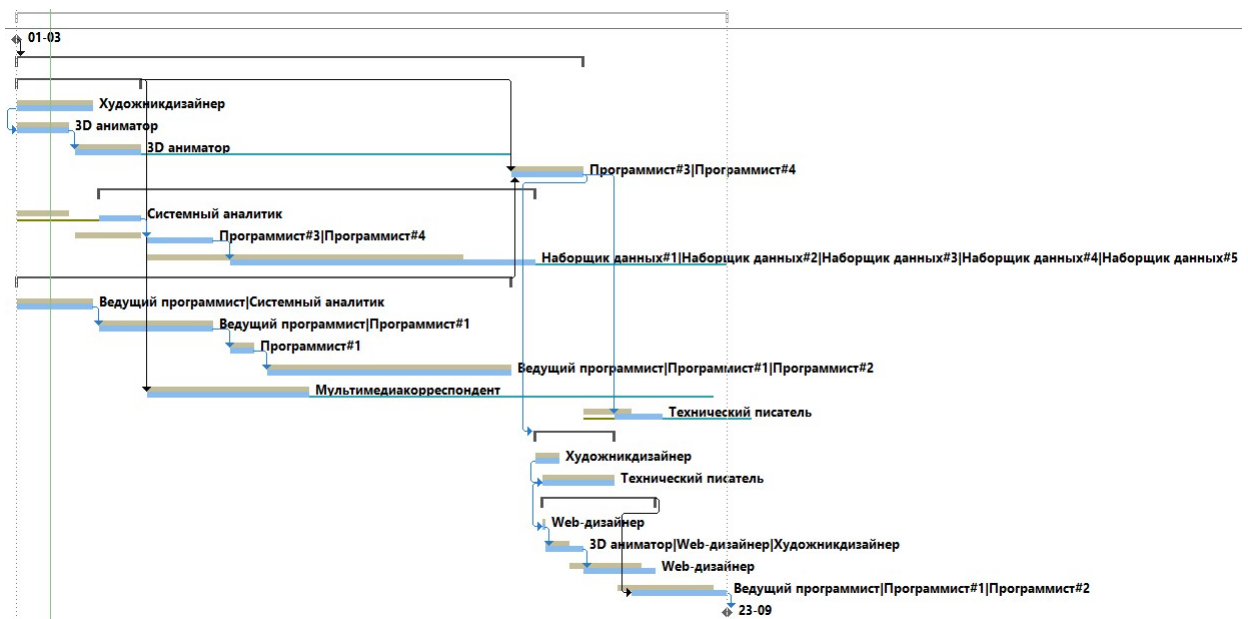 01-03
Художникдизайнер
3D аниматор
3D аниматор
Программист#3|Программист#4
Системный аналитик
Программист#3|Программист#4
Наборщик данных#1|Наборщик данных#2|Наборщик данных#3|Наборщик данных#4|Наборщик данных#5
Ведущий программист|Системный аналитик
Ведущий программист|Программист#1
Программист#1
Ведущий программист|Программист#1|Программист#2
Мультимедиакорреспондент
Технический писатель
Художникдизайнер
Технический писатель
Web-дизайнер
3D аниматор|Web-дизайнер|Художникдизайнер
Web-дизайнер
Ведущий программист|Программист#1|Программист#2
23-09